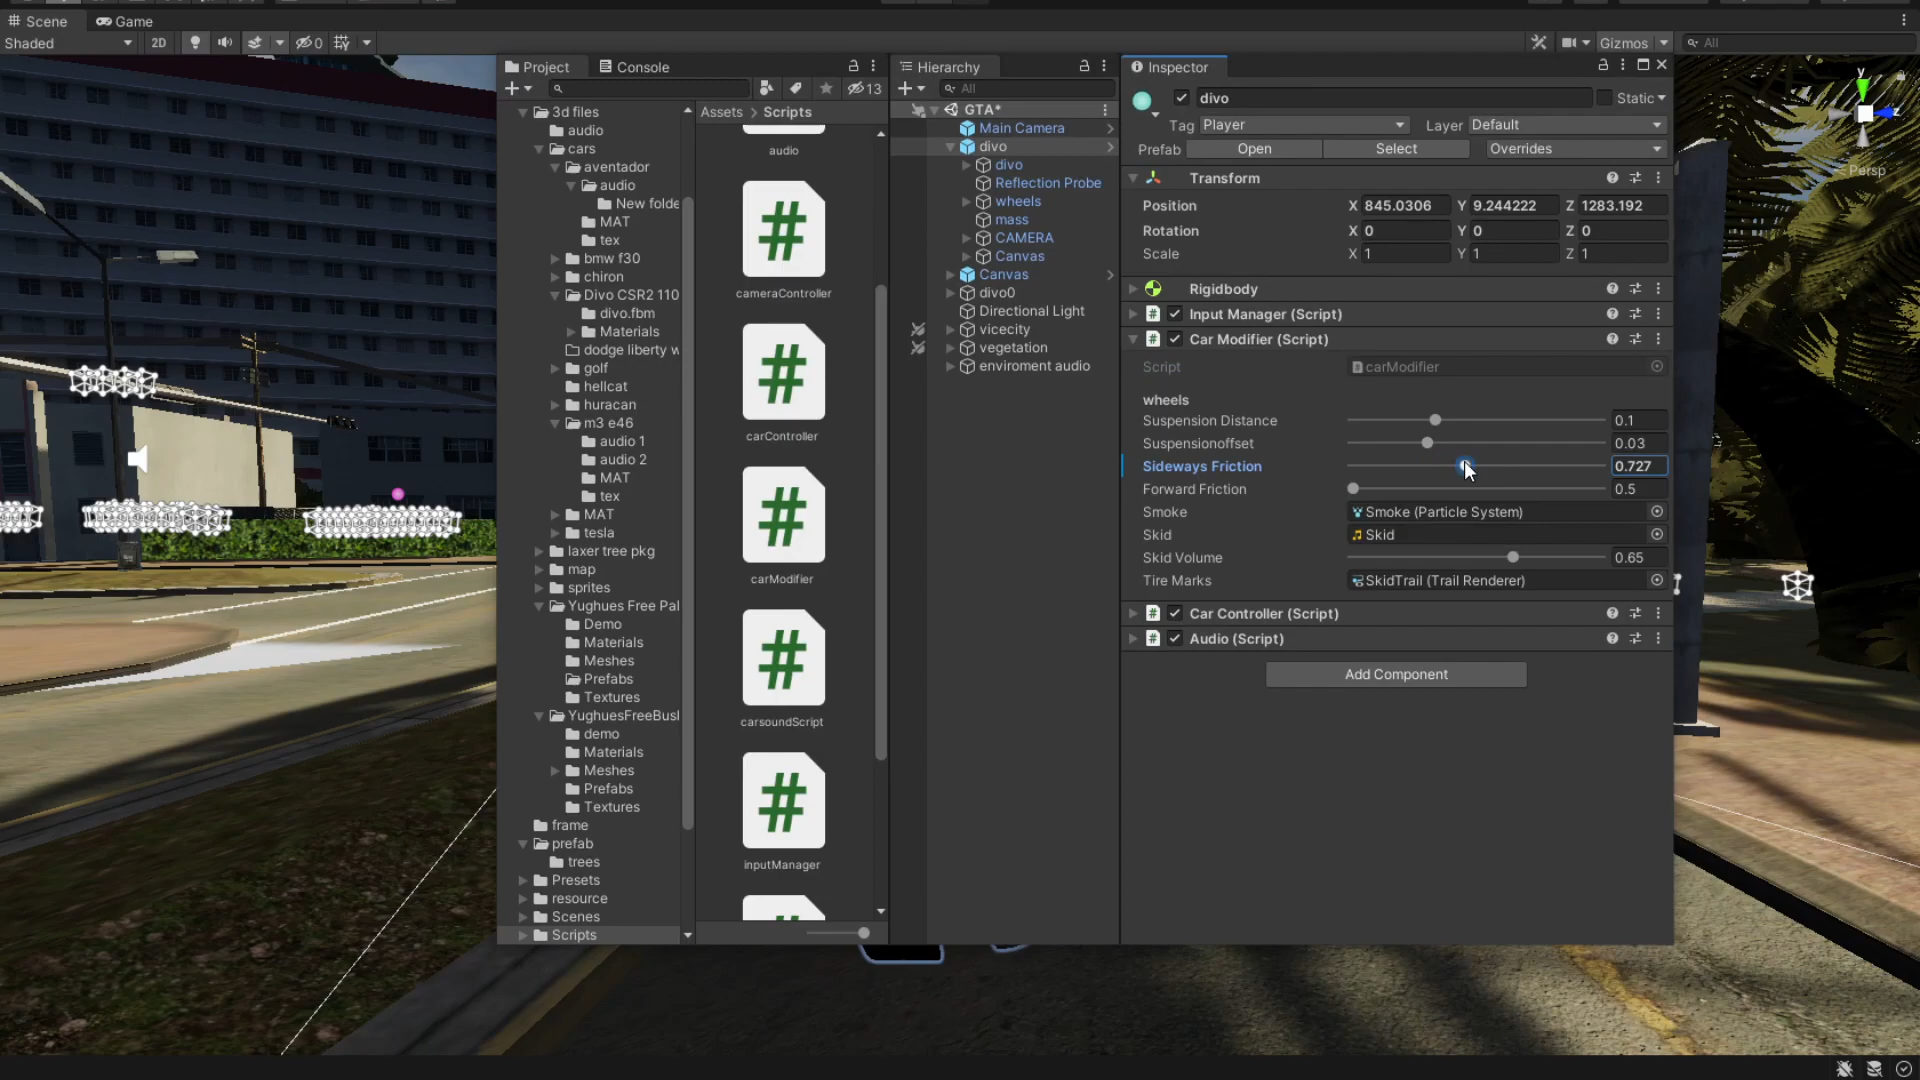 Scene
Game
Shaded
2D
0
Gizmos
All
Project
Console
13
Assets > Scripts
3d files
audio
cars
aventador
audio
New folde
MAT
tex
bmw f30
chiron
Divo CSR2 110
divo.fbm
Materials
dodge liberty w
golf
hellcat
huracan
m3 e46
audio 1
audio 2
MAT
tex
MAT
tesla
laxer tree pkg
map
sprites
Yughues Free Pal
Demo
Materials
Meshes
Prefabs
Textures
YughuesFreeBusl
demo
Materials
Meshes
Prefabs
Textures
frame
prefab
trees
Presets
resource
Scenes
Scripts
audio
cameraController
carController
carModifier
carsoundScript
inputManager
Hierarchy
All
GTA*
Main Camera
divo
divo
Reflection Probe
wheels
mass
CAMERA
Canvas
Canvas
divo0
Directional Light
vicecity
vegetation
enviroment audio
Inspector
divo
Static
Tag Player Layer Default
Prefab Open Select Overrides
Transform
Position X 845.0306 Y 9.244222 Z 1283.192
Rotation X 0 Y 0 Z 0
Scale X 1 Y 1 Z 1
Rigidbody
# Input Manager (Script)
# Car Modifier (Script)
Script carModifier
wheels
Suspension Distance 0.1
Suspensionoffset 0.03
Sideways Friction 0.727
Forward Friction 0.5
Smoke Smoke (Particle System)
Skid Skid
Skid Volume 0.65
Tire Marks SkidTrail (Trail Renderer)
# Car Controller (Script)
# Audio (Script)
Add Component
y
z
Persp